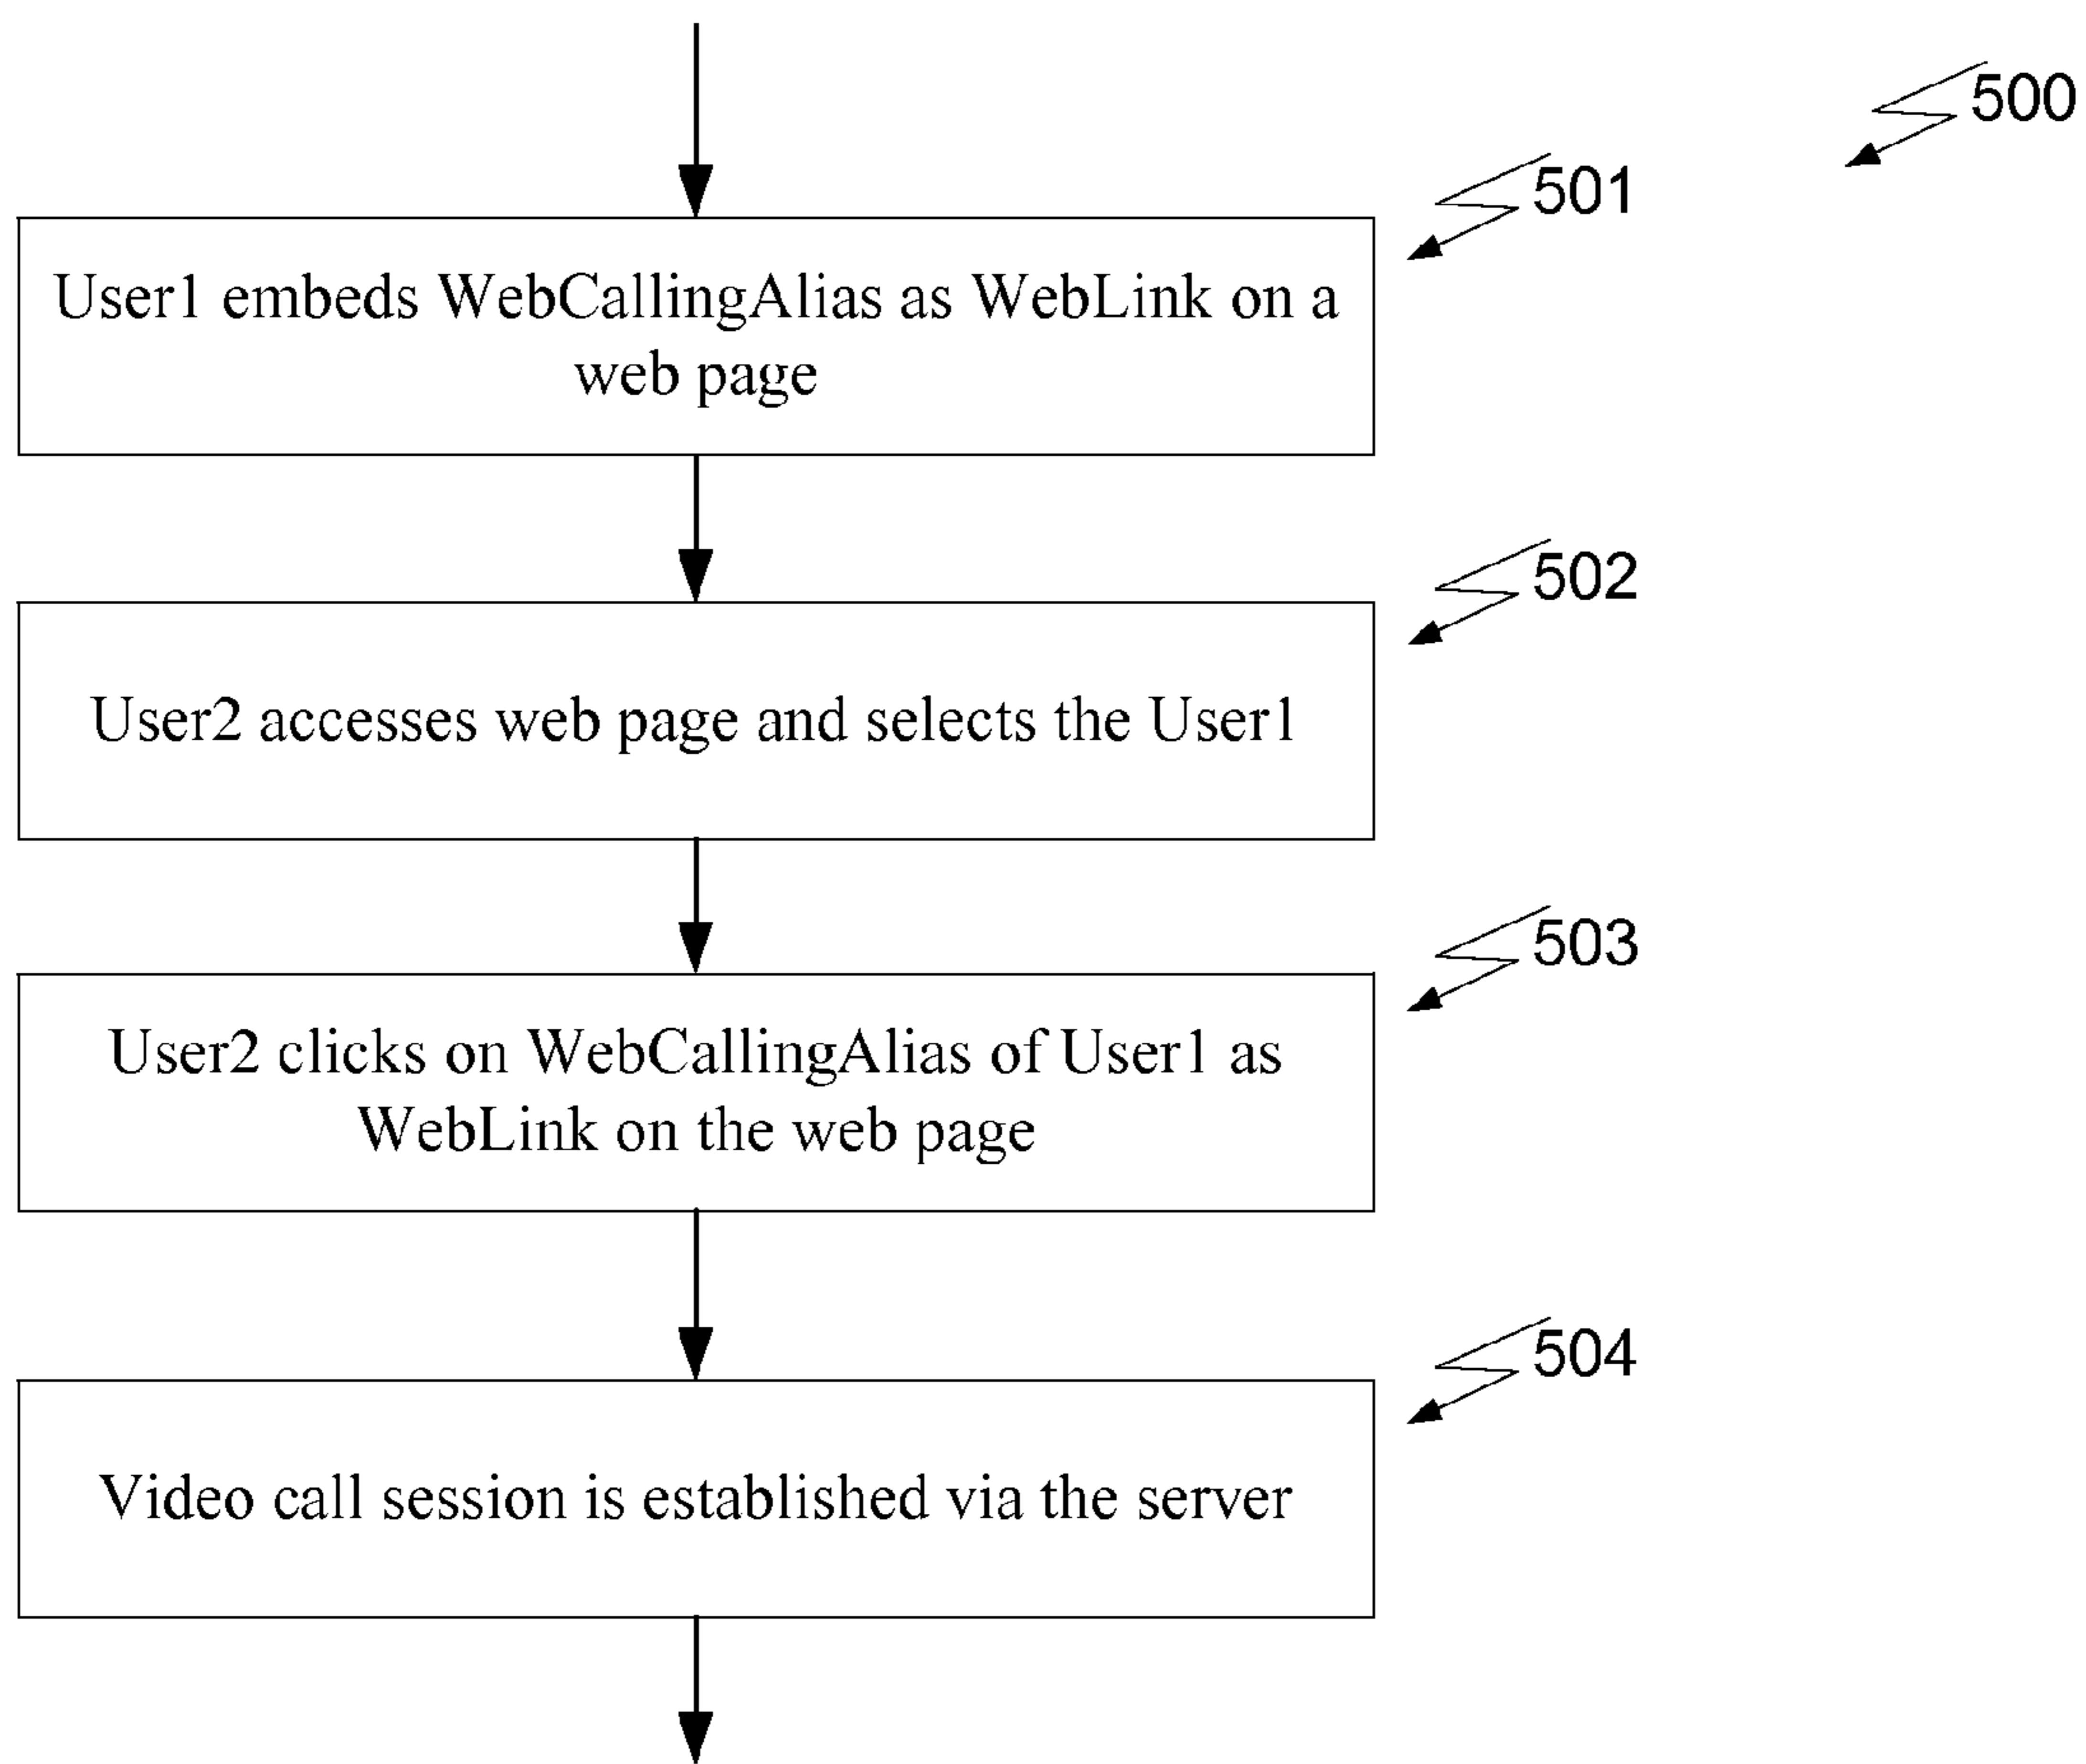 500
501
User1 embeds WebCallingAlias as WebLink on a
web page
502
User2 accesses web page and selects the User1
503
User2 clicks on WebCallingAlias of User1 as
WebLink on the web page
504
Video call session is established via the server